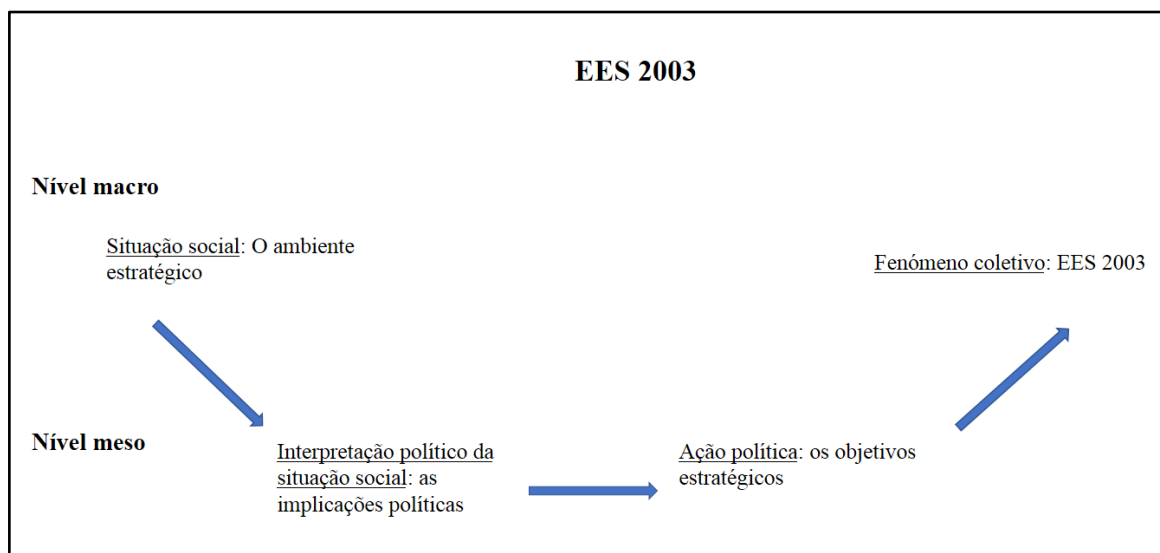 EES 2003
Nível macro
Situação social: O ambiente
estratégico
Fenómeno coletivo: EES 2003
Nível meso
Interpretação político da
situação social: as
implicações políticas
Ação política: os objetivos
estratégicos